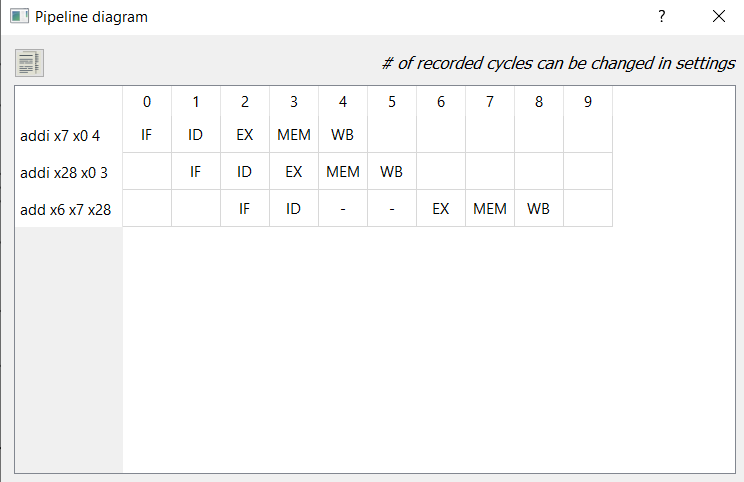 Pipeline diagram
?
# of recorded cycles can be changed in settings
0 1 2 3 4 5 6 7 8 9
addi x7 x0 4 IF ID EX MEM WB
addi x28 x0 3 IF ID EX MEM WB
add x6 x7 x28 IF ID - - EX MEM WB